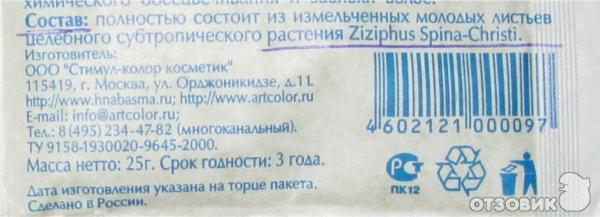 химического обесцвечивания и завивки волос.
Состав: полностью состоит из измельченных молодых листьев
целебного субтропического растения Ziziphus Spina-Christi.
Изготовитель:
ООО "Стимул-колор косметик"
115419, г. Москва, ул. Орджоникидзе, д.11.
http://www.hnabasma.ru; http://www.artcolor.ru
E-mail: info@artcolor.ru;
Тел.: 8 (495) 234-47-82 (многоканальный).
ТУ 9158-1930020-9645-2000.
Масса нетто: 25г. Срок годности: 3 года.
Дата изготовления указана на торце пакета.
Сделано в России.
4 602121 000097
РСТ
ПК12
ОТЗОВИК